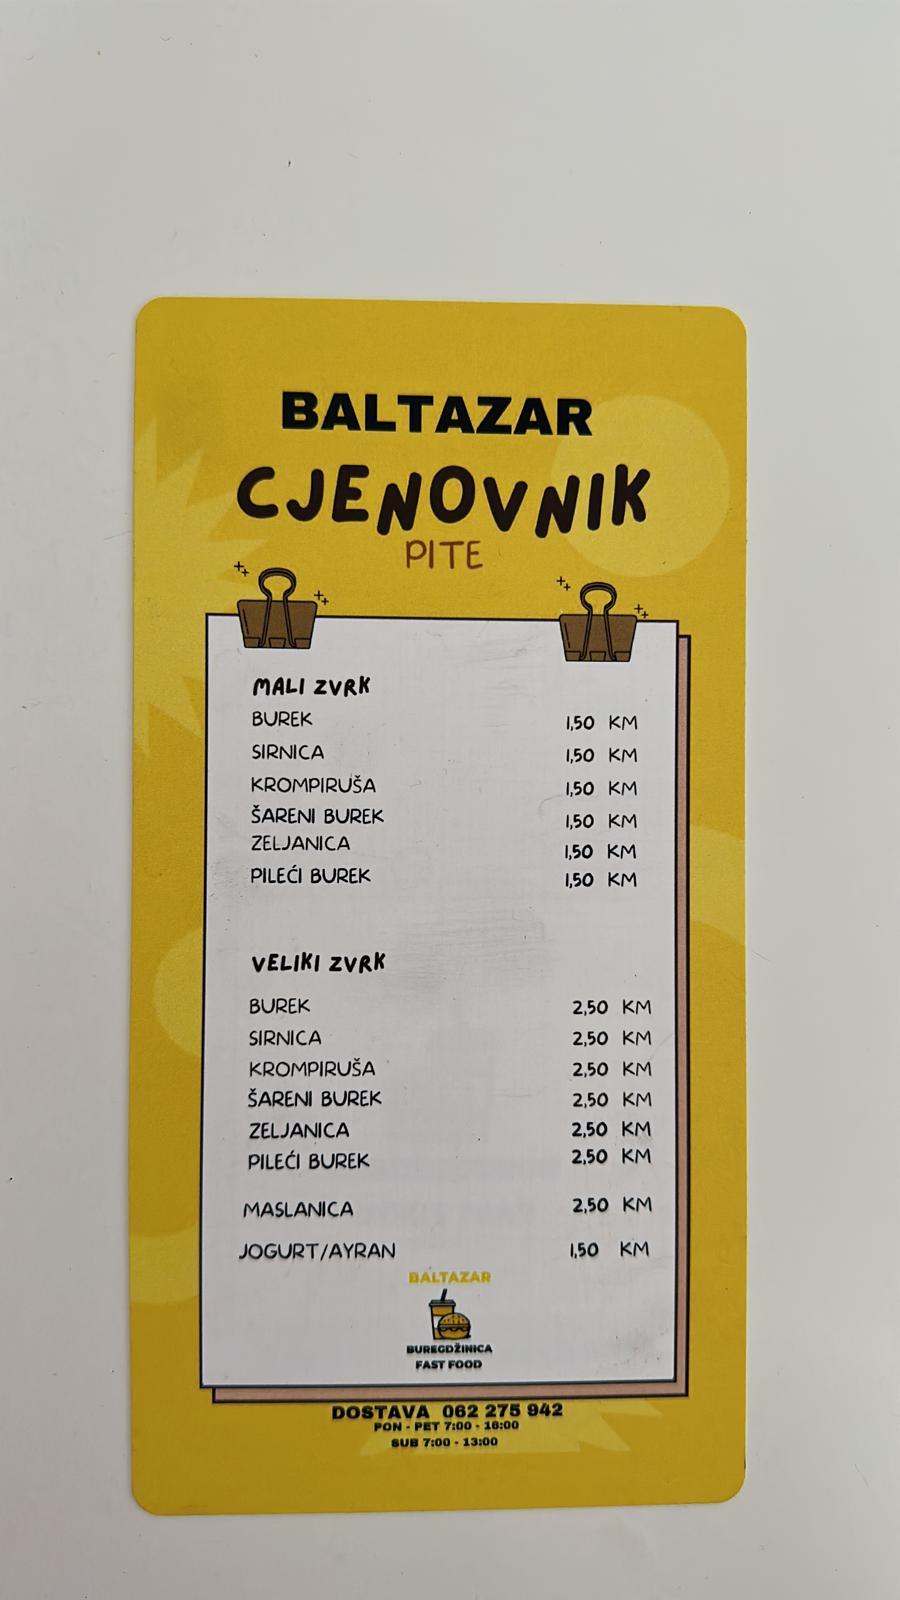 BALTAZAR
CJENOVNIK
PITE
MALI ZVRK
BUREK 1,50 KM
SIRNICA 1,50 KM
KROMPIRUŠA 1,50 KM
ŠARENI BUREK 1,50 KM
ZELJANICA 1,50 KM
PILEĆI BUREK 1,50 KM
VELIKI ZVRK
BUREK 2,50 KM
SIRNICA 2,50 KM
KROMPIRUŠA 2,50 KM
ŠARENI BUREK 2,50 KM
ZELJANICA 2,50 KM
PILEĆI BUREK 2,50 KM
MASLANICA 2,50 KM
JOGURT/AYRAN 1,50 KM
BALTAZAR
BUREGDŽINICA
FAST FOOD
DOSTAVA 062 275 942
PON - PET 7:00 - 16:00
SUB 7:00 - 13:00